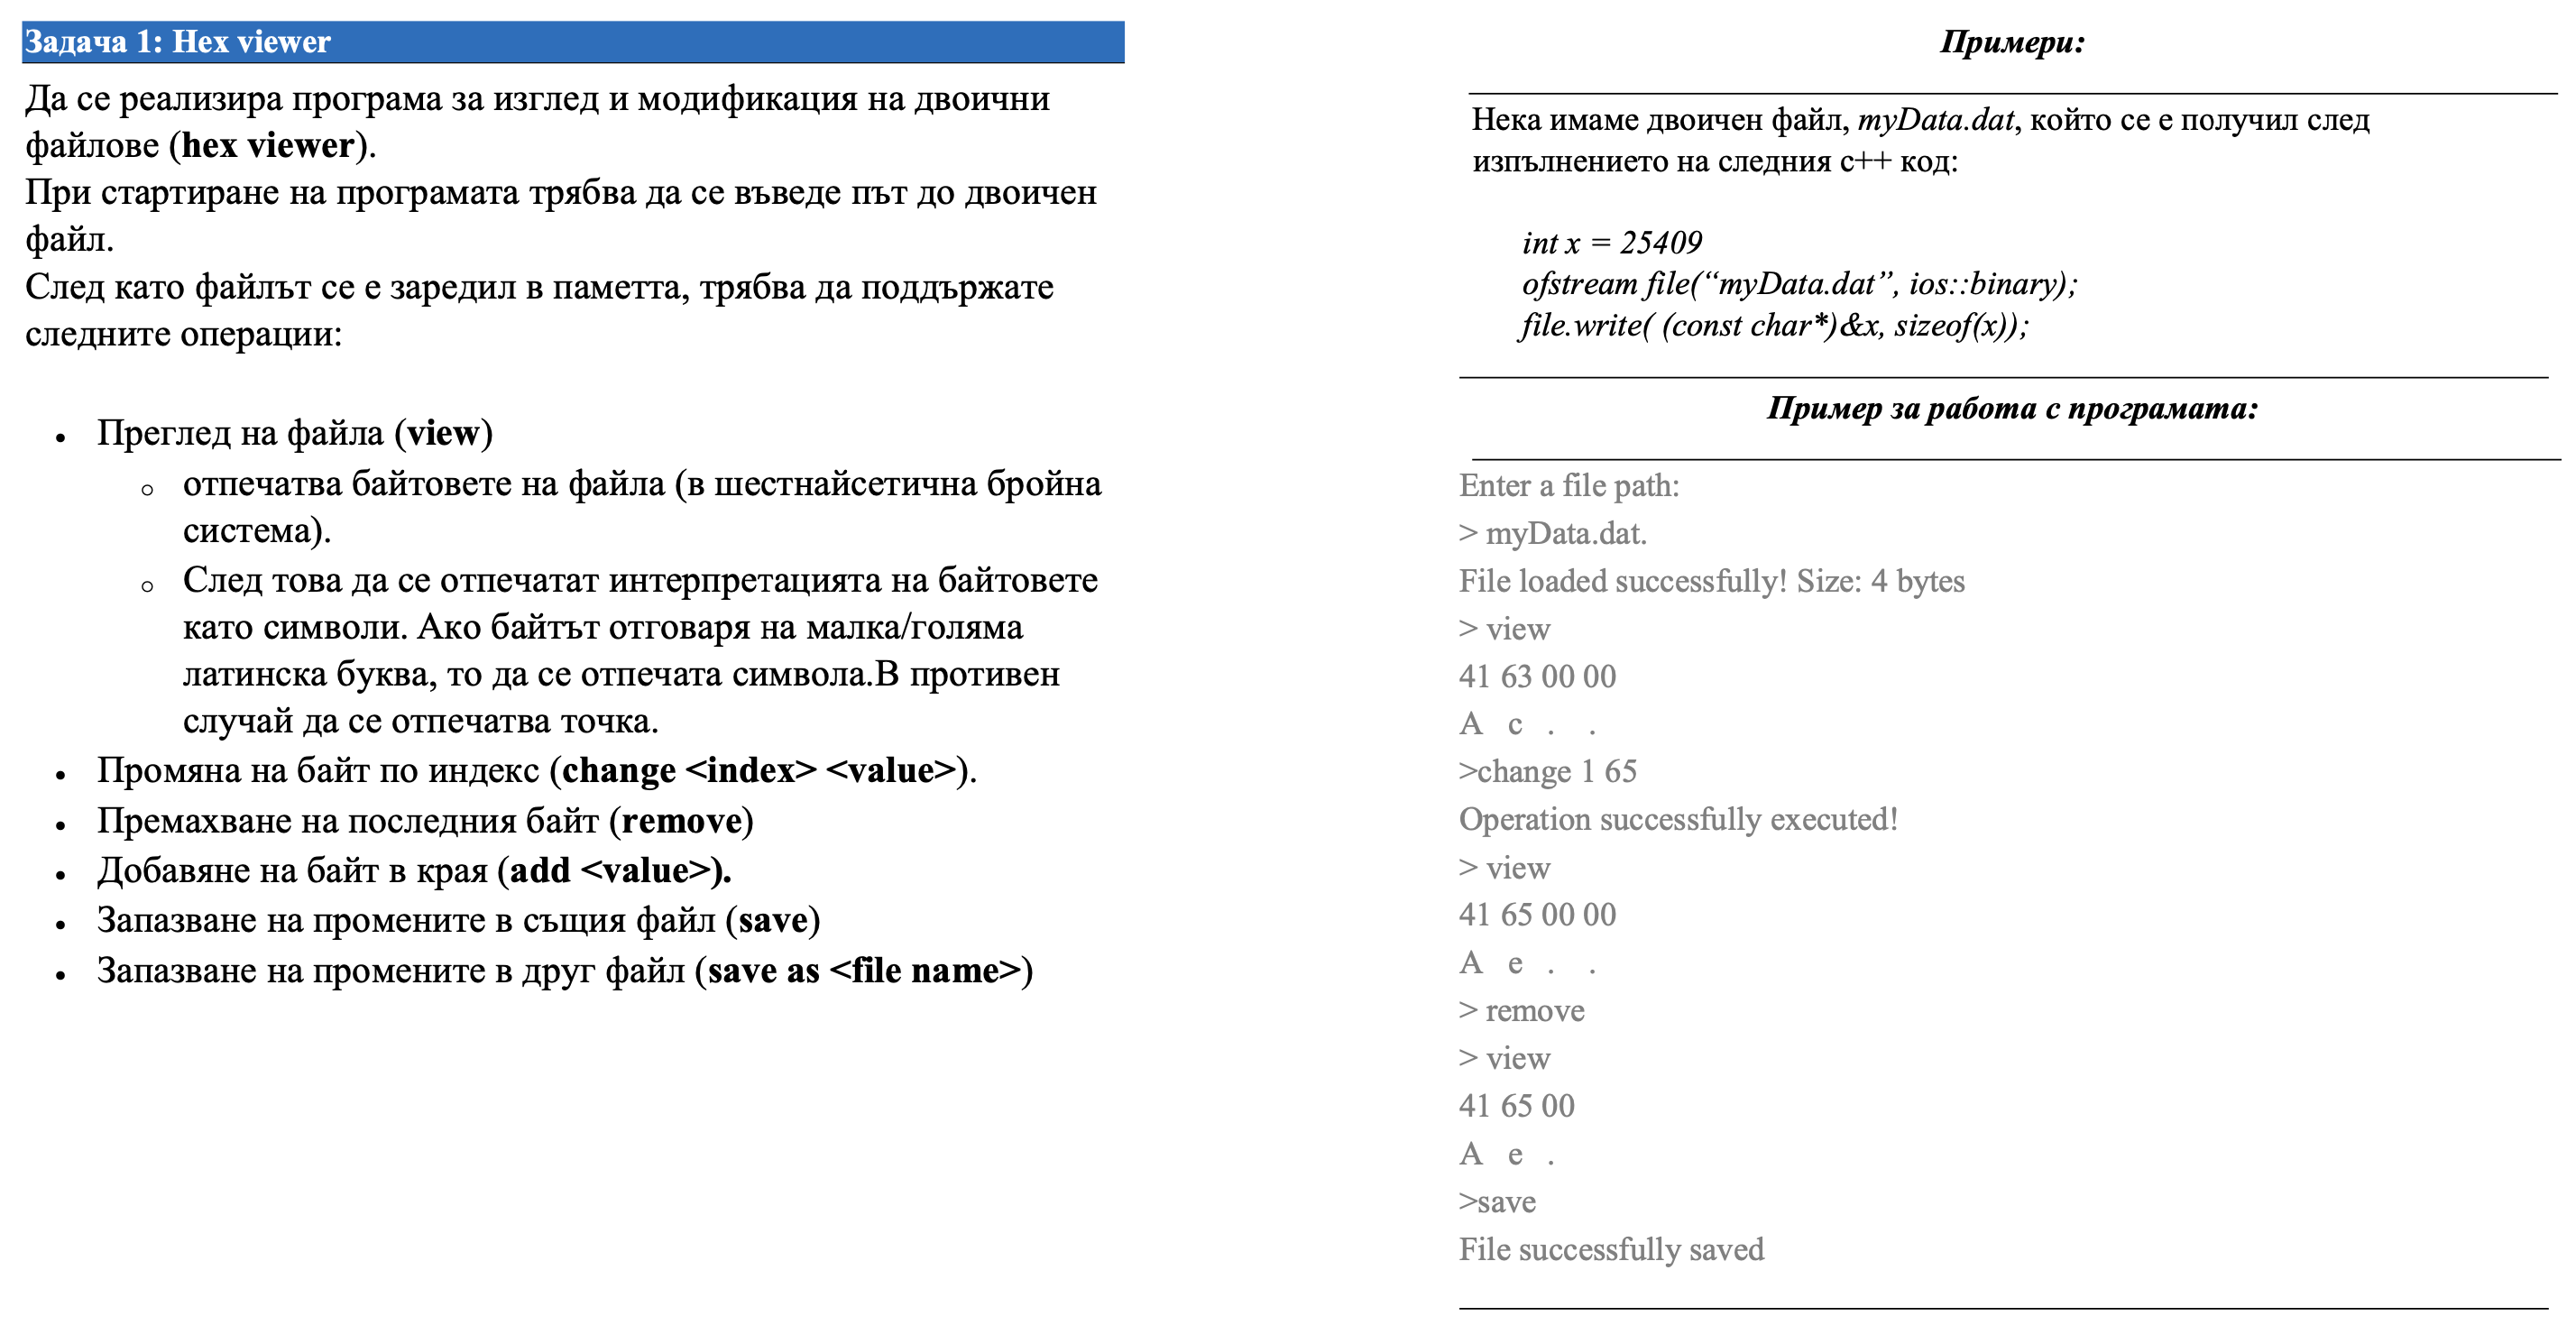 Задача 1: Hex viewer
Да се реализира програма за изглед и модификация на двоични
файлове (hex viewer).
При стартиране на програмата трябва да се въведе път до двоичен
файл.
След като файлът се е заредил в паметта, трябва да поддържате
следните операции:
• Преглед на файла (view)
○ отпечатва байтовете на файла (в шестнайсетична бройна
система).
○ След това да се отпечатат интерпретацията на байтовете
като символи. Ако байтът отговаря на малка/голяма
латинска буква, то да се отпечата символа.В противен
случай да се отпечатва точка.
• Промяна на байт по индекс (change <index> <value>).
• Премахване на последния байт (remove)
• Добавяне на байт в края (add <value>).
• Запазване на промените в същия файл (save)
• Запазване на промените в друг файл (save as <file name>)
Примери:
Нека имаме двоичен файл, myData.dat, който се е получил след
изпълнението на следния c++ код:
int x = 25409
ofstream file(“myData.dat”, ios::binary);
file.write( (const char*)&x, sizeof(x));
Пример за работа с програмата:
Enter a file path:
> myData.dat.
File loaded successfully! Size: 4 bytes
> view
41 63 00 00
A c . .
>change 1 65
Operation successfully executed!
> view
41 65 00 00
A e . .
> remove
> view
41 65 00
A e .
>save
File successfully saved